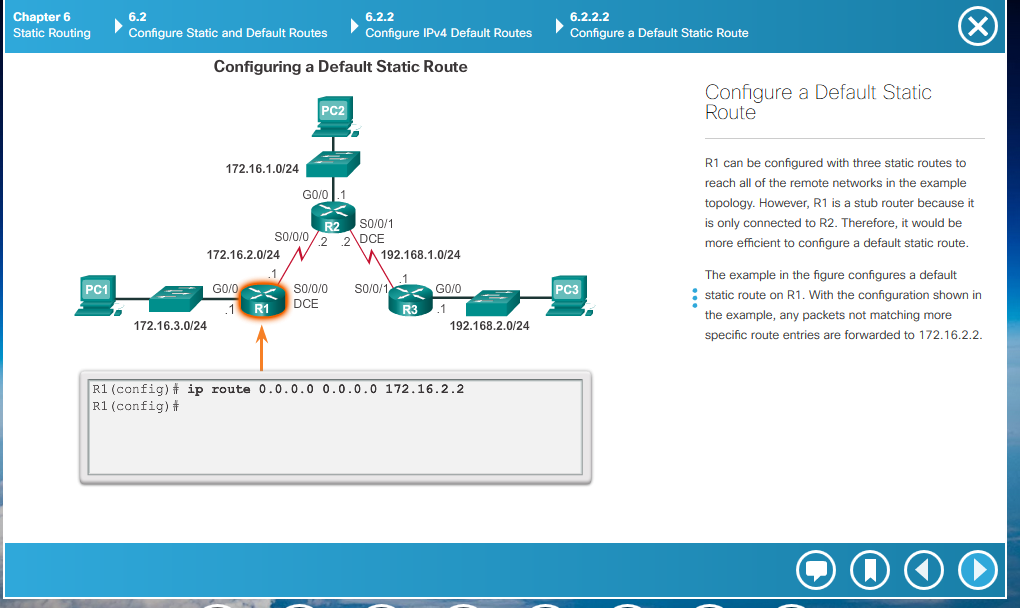 Chapter 6
Static Routing
6.2
Configure Static and Default Routes
6.2.2
Configure IPv4 Default Routes
6.2.2.2
Configure a Default Static Route
Configuring a Default Static Route
PC2
172.16.1.0/24
G0/0 .1
R2
S0/0/1
DCE
S0/0/0 .2 .2
172.16.2.0/24
192.168.1.0/24
.1
.1
PC1
G0/0
.1
R1
S0/0/0
DCE
S0/0/1
R3
G0/0
.1
PC3
172.16.3.0/24
192.168.2.0/24
R1(config)# ip route 0.0.0.0 0.0.0.0 172.16.2.2
R1(config)#
Configure a Default Static
Route
R1 can be configured with three static routes to
reach all of the remote networks in the example
topology. However, R1 is a stub router because it
is only connected to R2. Therefore, it would be
more efficient to configure a default static route.
The example in the figure configures a default
static route on R1. With the configuration shown in
the example, any packets not matching more
specific route entries are forwarded to 172.16.2.2.